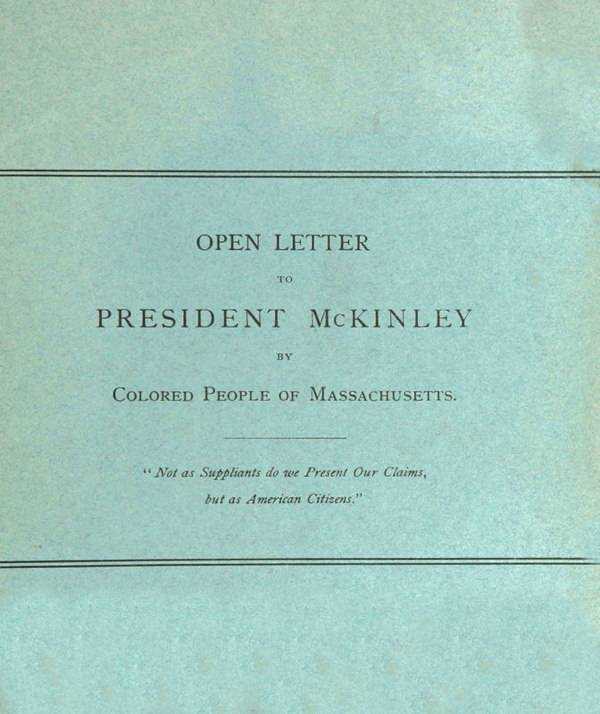 OPEN LETTER
TO
PRESIDENT McKINLEY
BY
COLORED PEOPLE OF MASSACHUSETTS.
"Not as Suppliants do we Present Our Claims,
but as American Citizens."